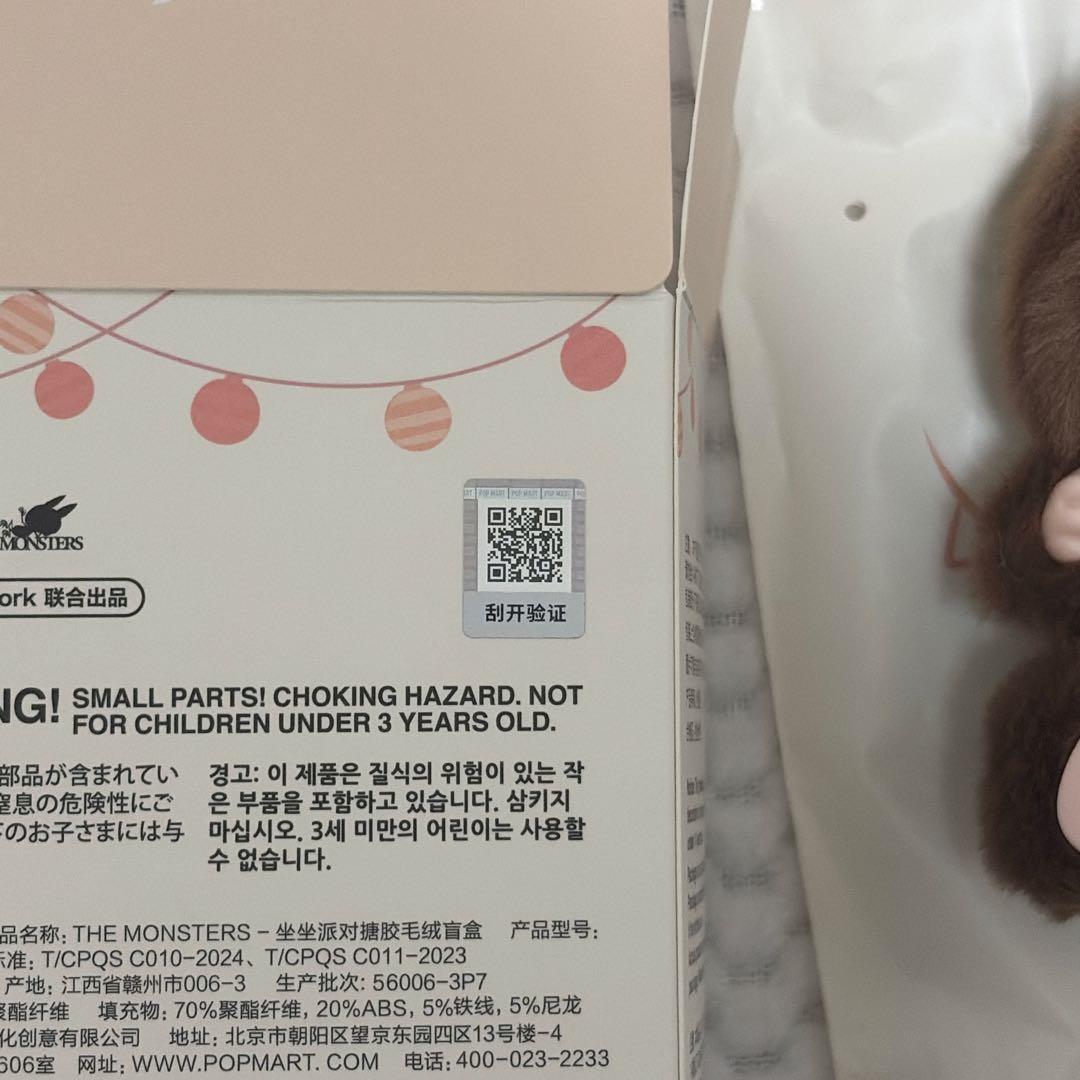 POP MART POP MART POP MART
MONSTERS
ork 联合出品
刮开验证
NG! SMALL PARTS! CHOKING HAZARD. NOT
FOR CHILDREN UNDER 3 YEARS OLD.
部品が含まれてい
窒息の危険性にご
下のお子さまには与
경고: 이 제품은 질식의 위험이 있는 작
은 부품을 포함하고 있습니다. 삼키지
마십시오. 3세 미만의 어린이는 사용할
수 없습니다.
品名称: THE MONSTERS – 坐坐派对搪胶毛绒盲盒 产品型号:
标准: T/CPQS C010–2024、T/CPQS C011–2023
产地: 江西省赣州市006–3 生产批次: 56006–3P7
聚酯纤维 填充物: 70%聚酯纤维, 20%ABS, 5%铁线, 5%尼龙
化创意有限公司 地址: 北京市朝阳区望京东园四区13号楼–4
606室 网址: WWW.POPMART. COM 电话: 400–023–2233